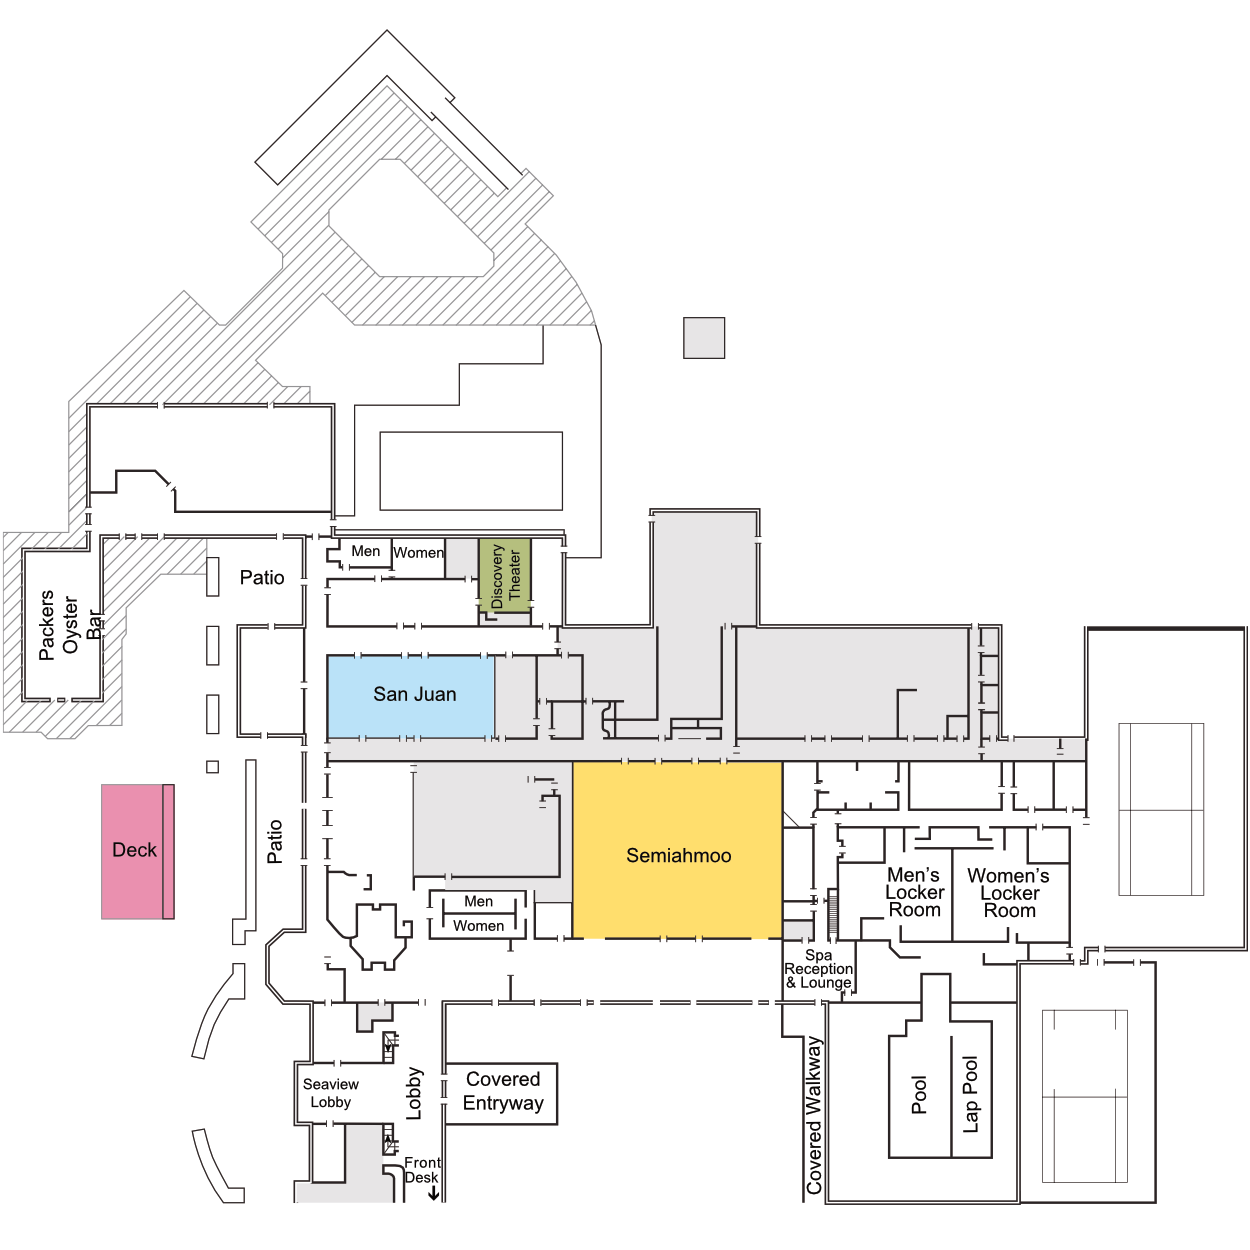 Men
Women
Discovery
Theater
Patio
Packers
Oyster
Bar
San Juan
Deck
Patio
Semiahmoo
Men's
Locker
Room
Women's
Locker
Room
Men
Women
Spa
Reception
& Lounge
Seaview
Lobby
Lobby
Covered
Entryway
Covered Walkway
Pool
Lap Pool
Front
Desk